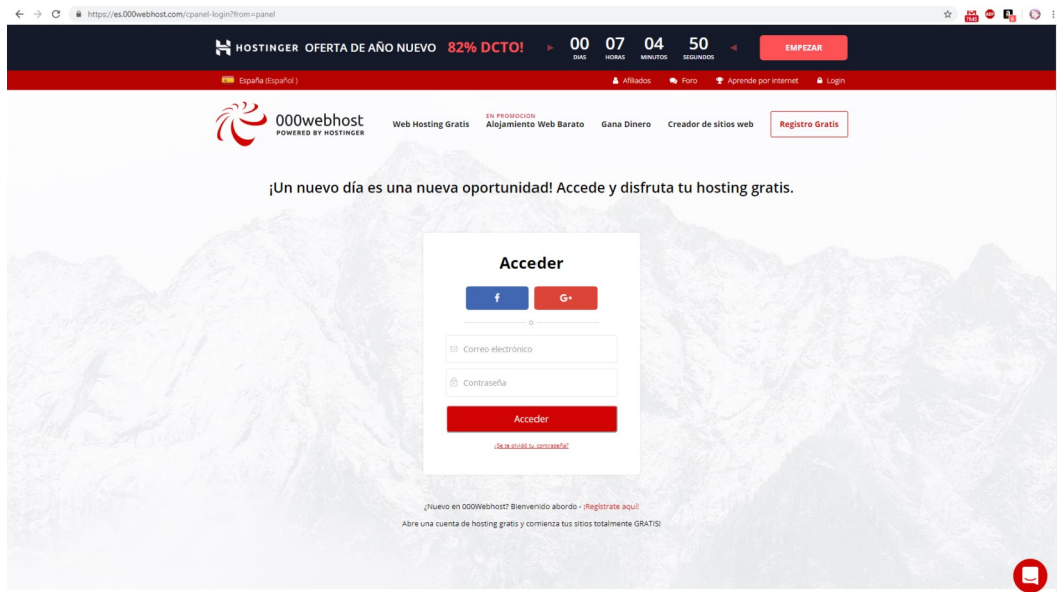 https://es.000webhost.com/cpanel-login?from=panel
HOSTINGER OFERTA DE AÑO NUEVO 82% DCTO! 00 07 04 50 EMPEZAR
DIAS HORAS MINUTOS SEGUNDOS
España (Español ) Afiliados Foro Aprende por internet Login
000webhost
POWERED BY HOSTINGER
EN PROMOCION
Web Hosting Gratis Alojamiento Web Barato Gana Dinero Creador de sitios web Registro Gratis
¡Un nuevo día es una nueva oportunidad! Accede y disfruta tu hosting gratis.
Acceder
f G+
o
Correo electrónico
Contraseña
Acceder
¿Se te olvidó tu contraseña?
¿Nuevo en 000Webhost? Bienvenido abordo - ¡Regístrate aquí!
Abre una cuenta de hosting gratis y comienza tus sitios totalmente GRATIS!